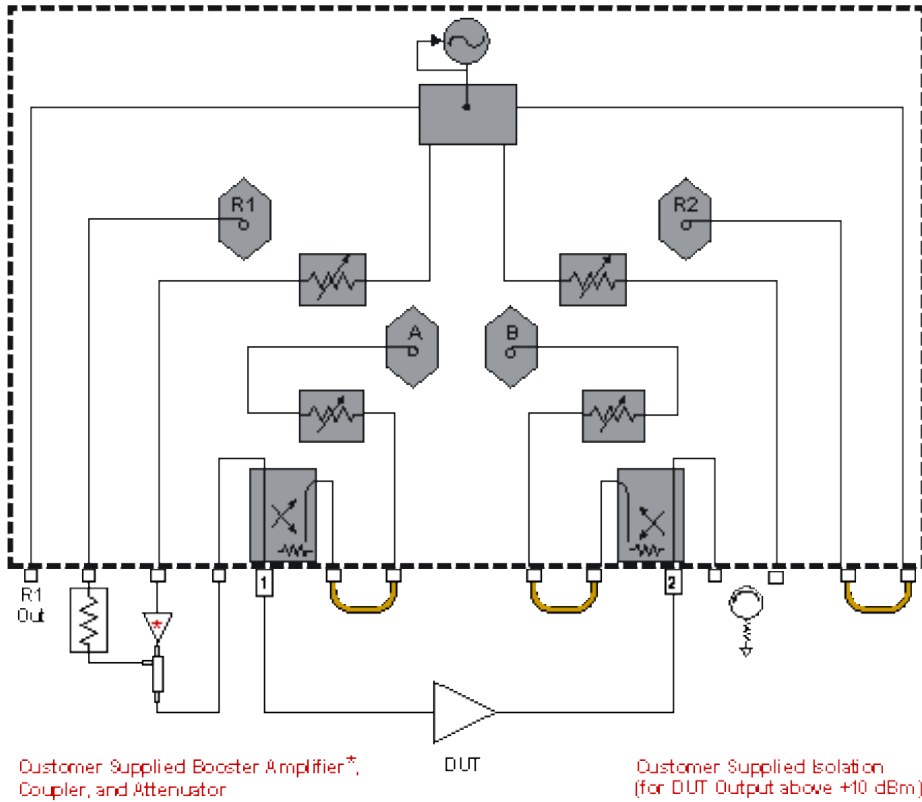 R1
R2
A
B
1
2
R1
Out
*
DUT
Customer Supplied Booster Amplifier*,
Coupler, and Attenuator
Customer Supplied Isolation
(for DUT Output above +10 dBm)